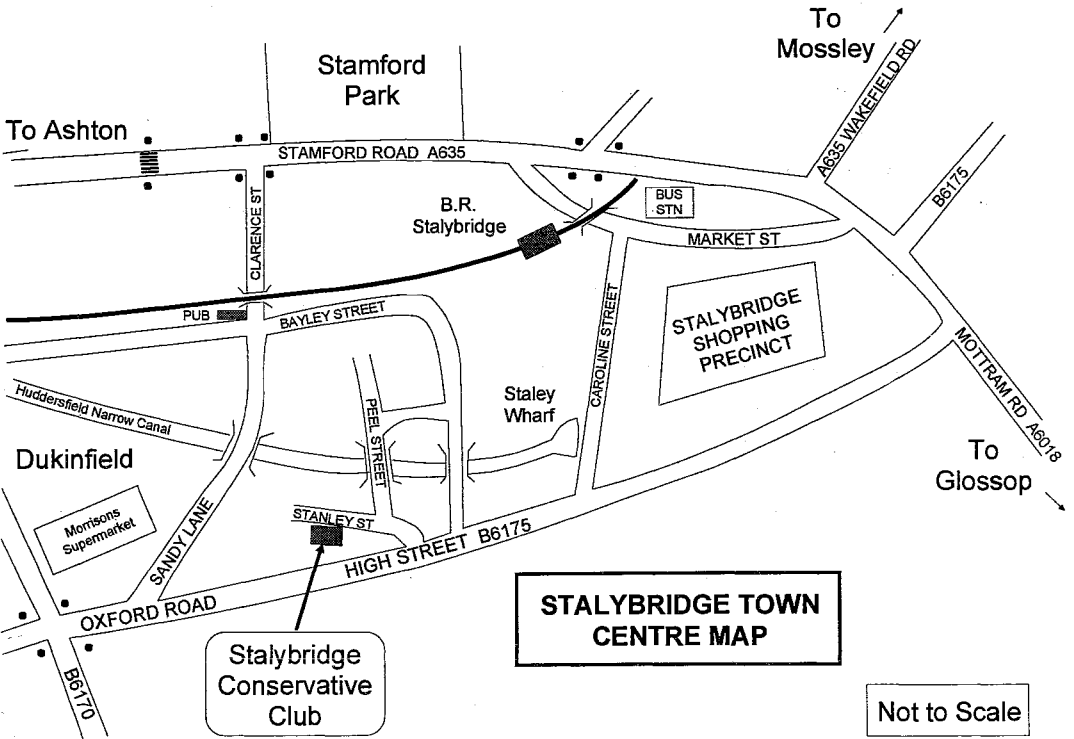 To
Mossley
Stamford
Park
To Ashton
STAMFORD ROAD A635
A635 WAKEFIELD RD
B6175
B.R.
Stalybridge
BUS
STN
MARKET ST
CLARENCE ST
PUB
BAYLEY STREET
CAROLINE STREET
STALYBRIDGE
SHOPPING
PRECINCT
MOTTRAM RD A6018
Huddersfield Narrow Canal
PEEL STREET
Staley
Wharf
Dukinfield
To
Glossop
Morrisons
Supermarket
SANDY LANE
STANLEY ST
HIGH STREET B6175
OXFORD ROAD
STALYBRIDGE TOWN
CENTRE MAP
Stalybridge
Conservative
Club
B6170
Not to Scale